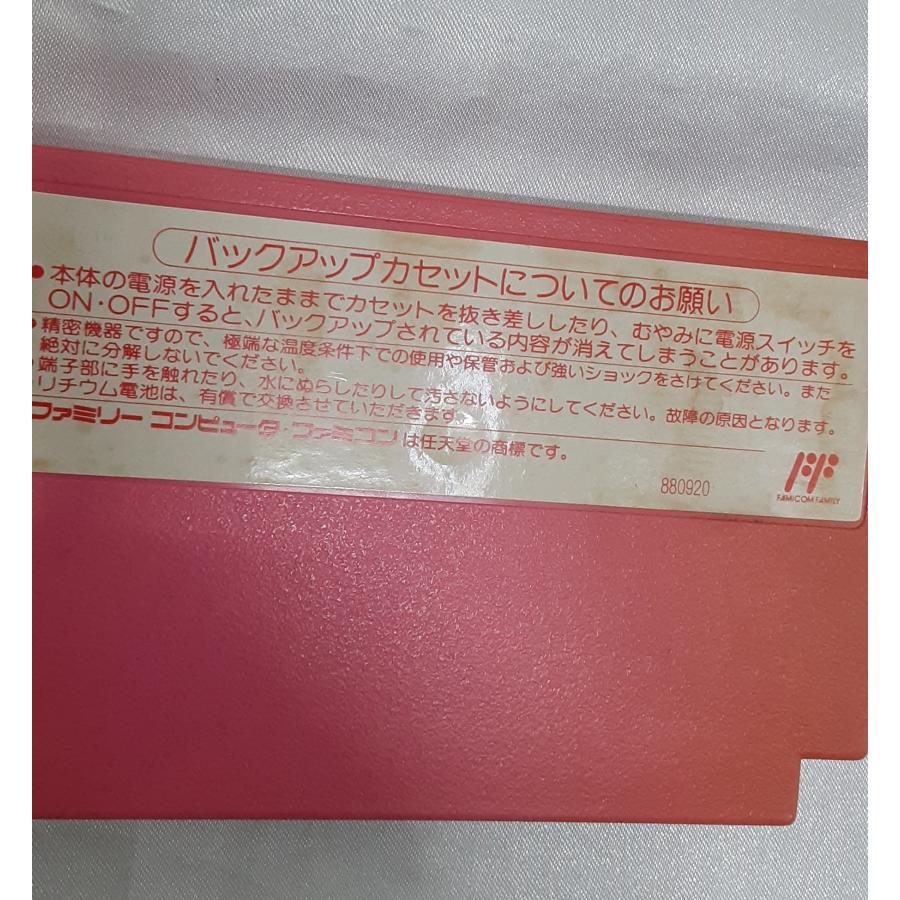 バックアップカセットについてのお願い
●本体の電源を入れたままでカセットを抜き差ししたり、むやみに電源スイッチを
ON・OFFすると、バックアップされている内容が消えてしまうことがあります。
●精密機器ですので、極端な温度条件下での使用や保管および強いショックをさけてください。また
絶対に分解しないでください。
●端子部に手を触れたり、水にぬらしたりして汚さないようにしてください。故障の原因となります。
リチウム電池は、有償で交換させていただきます。
ファミリーコンピュータ・ファミコンは任天堂の商標です。
880920
FF
FAMICOM FAMILY